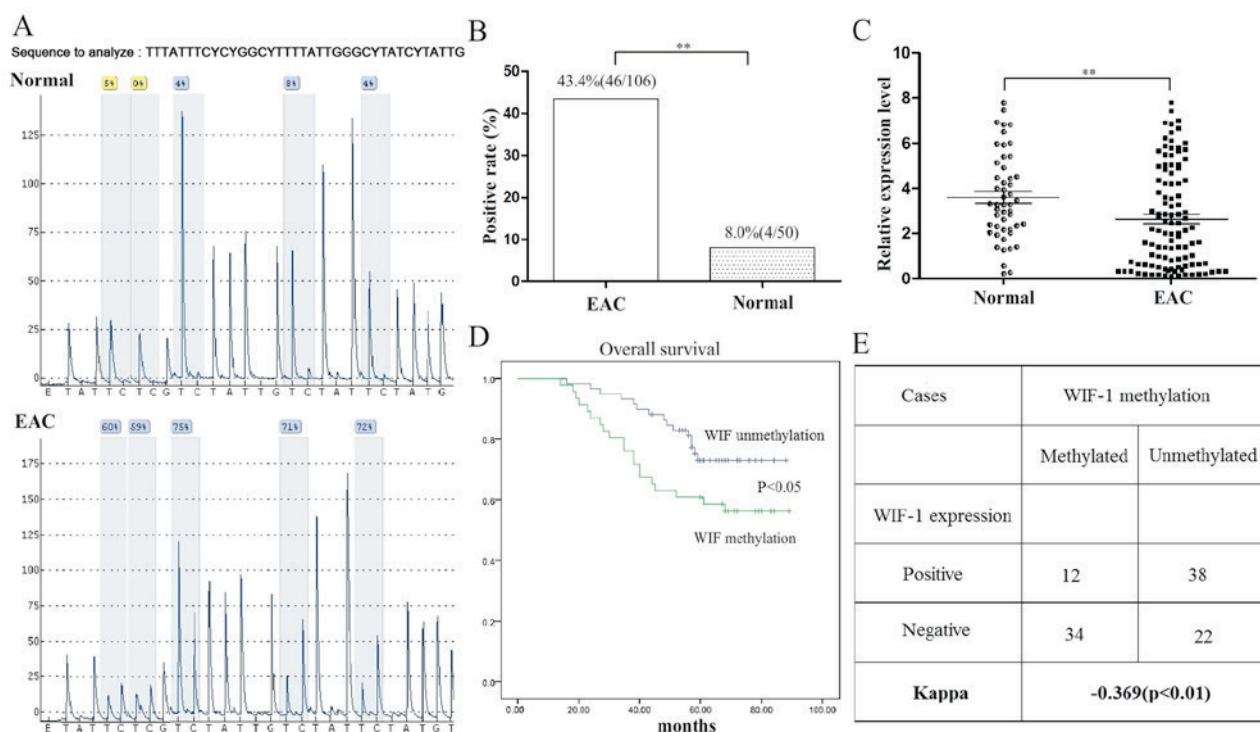 A
Sequence to analyze : TTTATTTCYCYGGCYTTTTATTGGGCYTATCYTATTG
Normal
5% 0% 4% 8% 4%
125
100
75
50
25
0
E T A T T C T C G T C T A T T G T C T A T T C T A T G
EAC
60% 59% 75% 71% 72%
175
150
125
100
75
50
25
0
E T A T T C T C G T C T A T T G T C T A T T C T A T G T
B
**
Positive rate (%)
50
40
30
20
10
0
43.4%(46/106)
8.0%(4/50)
EAC Normal
C
**
Relative expression level
10
8
6
4
2
0
Normal EAC
D
Overall survival
1.0
0.8
0.6
0.4
0.2
0.0
WIF unmethylation
P<0.05
WIF methylation
.00 20.00 40.00 60.00 80.00 100.00
months
E
Cases WIF-1 methylation
Methylated Unmethylated
WIF-1 expression
Positive 12 38
Negative 34 22
Kappa -0.369(p<0.01)